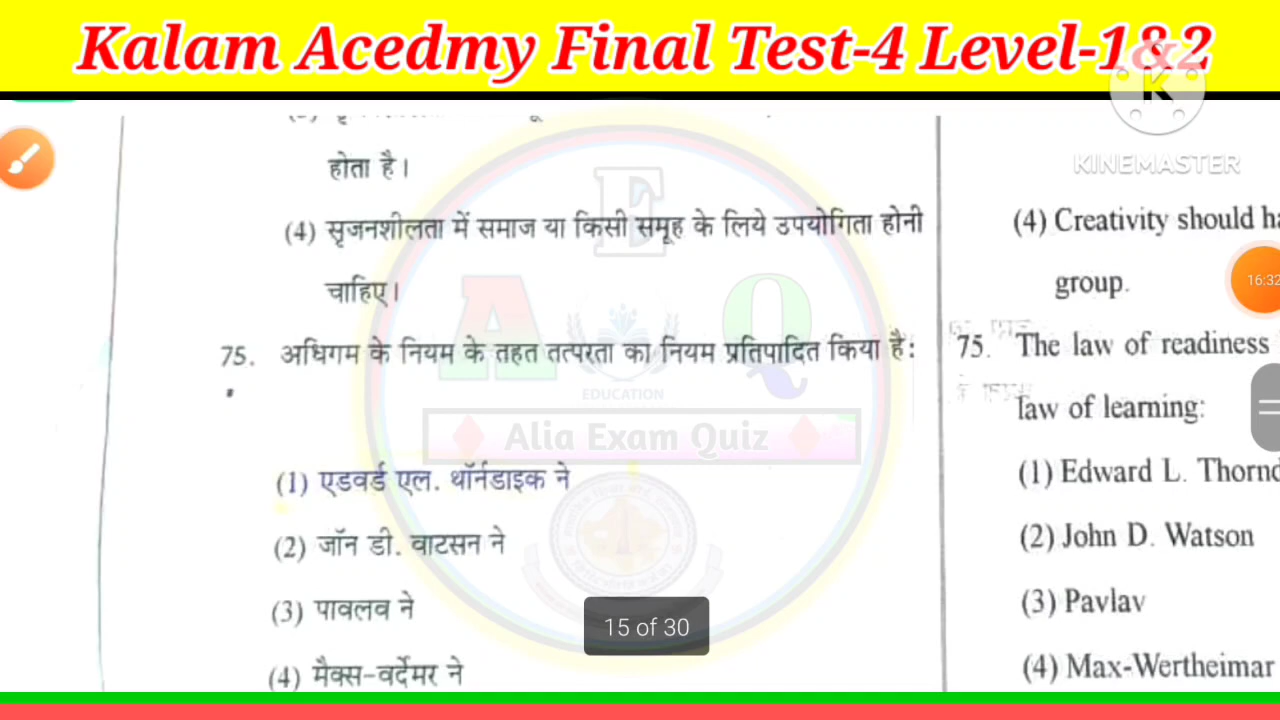 Kalam Acedmy Final Test-4 Level-1&2
K
KINEMASTER
होता है।
(4) सृजनशीलता में समाज या किसी समूह के लिये उपयोगिता होनी
चाहिए।
75. अधिगम के नियम के तहत तत्परता का नियम प्रतिपादित किया है:
(1) एडवर्ड एल. थॉर्नडाइक ने
(2) जॉन डी. वाटसन ने
(3) पावलव ने
(4) मैक्स-वर्देमर ने
(4) Creativity should
group.
75. The law of readiness
law of learning:
(1) Edward L.
(2) John D. Watson
(3) Pavlav
(4) Max-Wertheimar
16:32
E
A Q
EDUCATION
Alia Exam Quiz
15 of 30